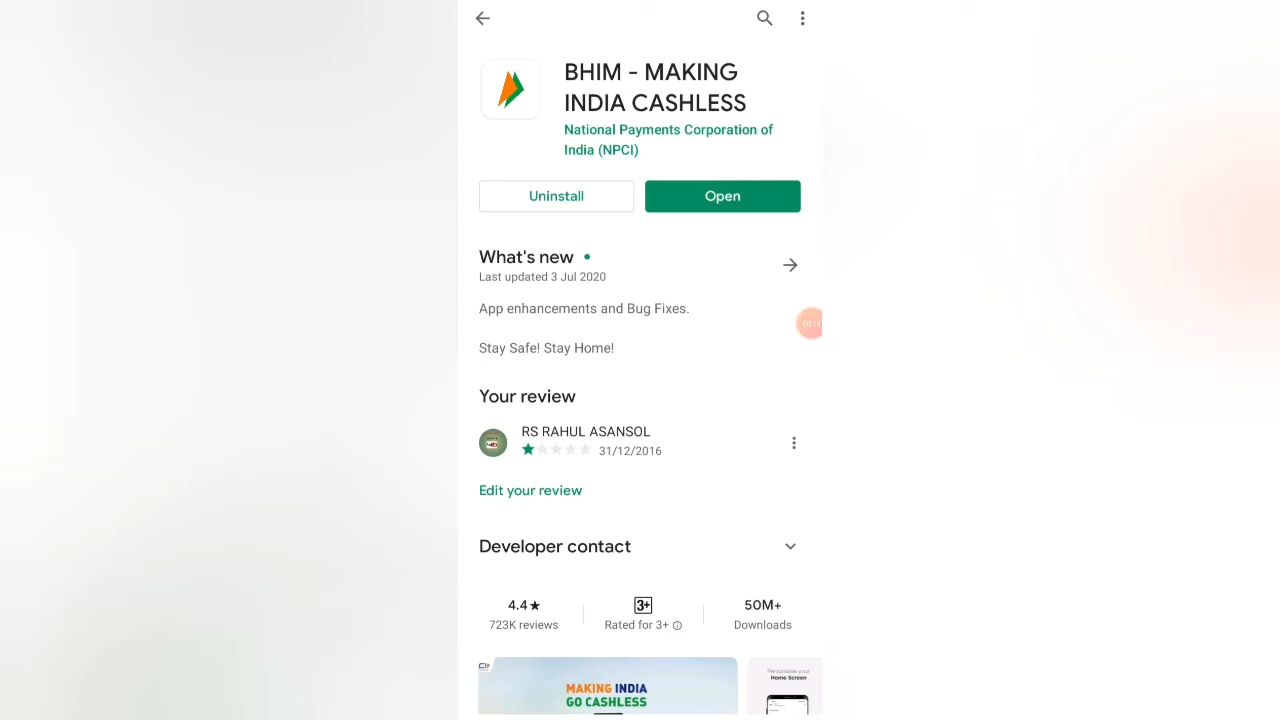 BHIM - MAKING
INDIA CASHLESS
National Payments Corporation of
India (NPCI)
Uninstall
Open
What's new
Last updated 3 Jul 2020
App enhancements and Bug Fixes.
00:14
Stay Safe! Stay Home!
Your review
RS RAHUL ASANSOL
31/12/2016
Edit your review
Developer contact
4.4★
3+
50M+
723K reviews
Rated for 3+
Downloads
Personalise your
Home Screen
MAKING INDIA
GO CASHLESS